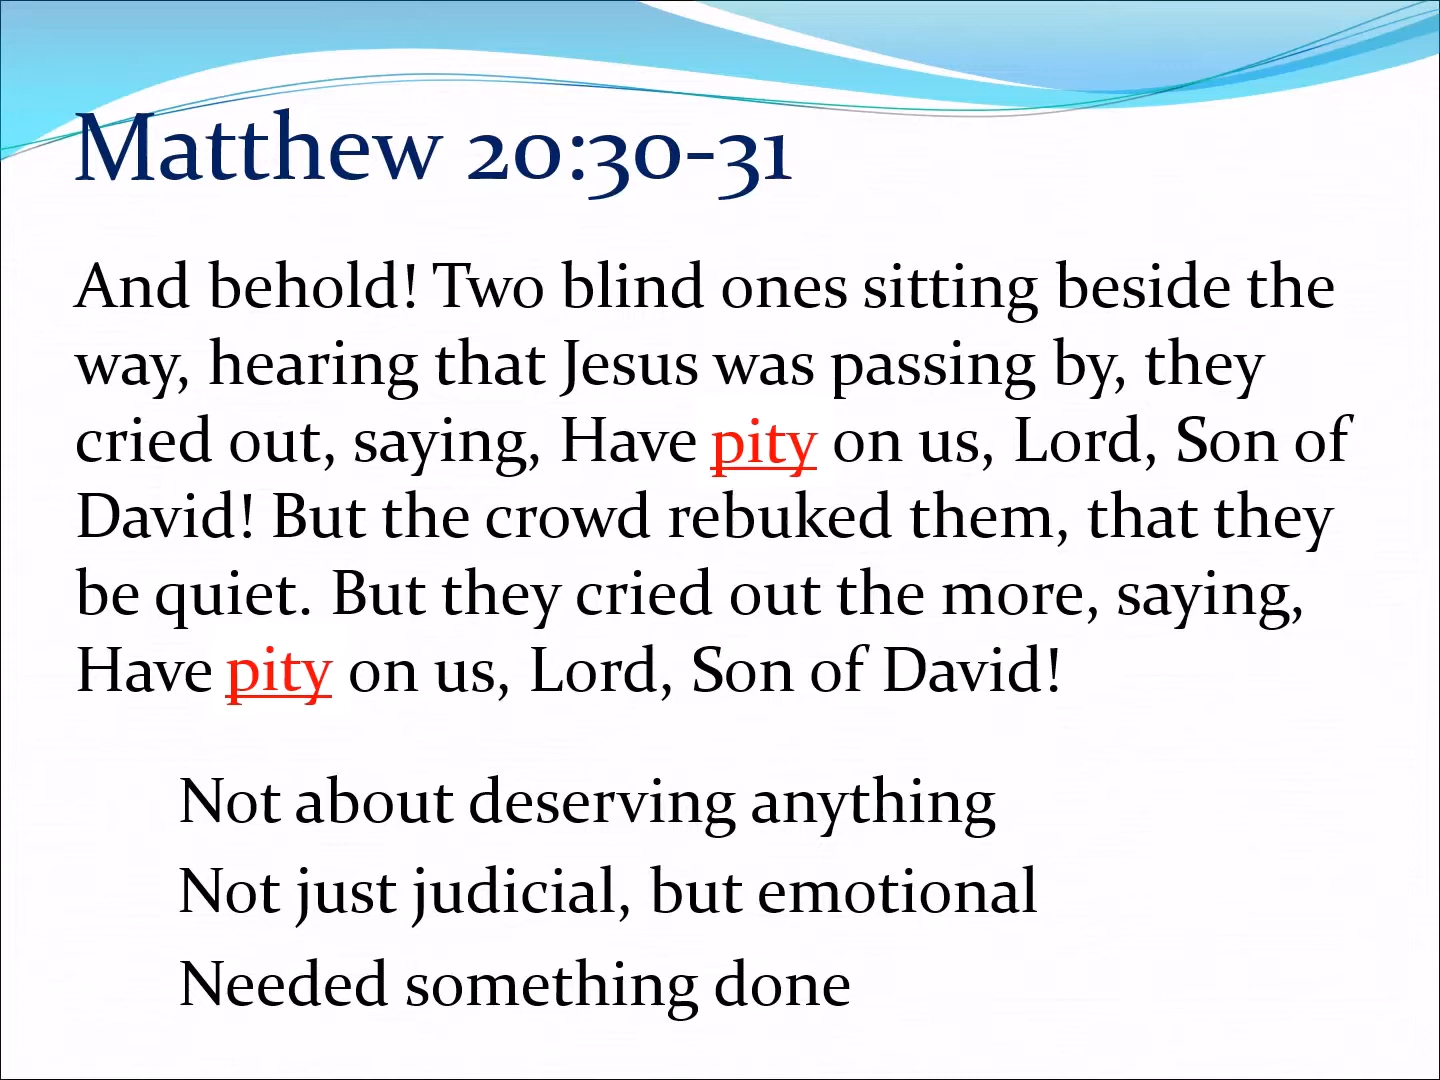 Matthew 20:30-31
And behold! Two blind ones sitting beside the
way, hearing that Jesus was passing by, they
cried out, saying, Have pity on us, Lord, Son of
David! But the crowd rebuked them, that they
be quiet. But they cried out the more, saying,
Have pity on us, Lord, Son of David!
Not about deserving anything
Not just judicial, but emotional
Needed something done